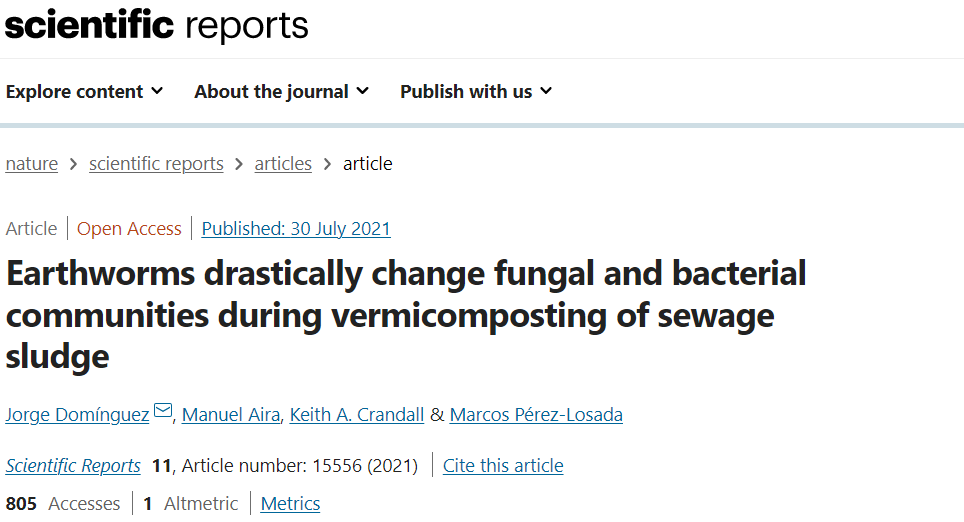 scientific reports
Explore content About the journal Publish with us
nature > scientific reports > articles > article
Article | Open Access | Published: 30 July 2021
Earthworms drastically change fungal and bacterial
communities during vermicomposting of sewage
sludge
Jorge Domínguez, Manuel Aira, Keith A. Crandall & Marcos Pérez-Losada
Scientific Reports 11, Article number: 15556 (2021) | Cite this article
805 Accesses | 1 Altmetric | Metrics